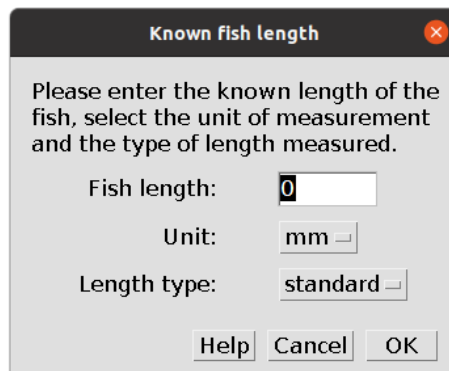 Known fish length
Please enter the known length of the
fish, select the unit of measurement
and the type of length measured.
Fish length: 0
Unit: mm
Length type: standard
Help Cancel OK